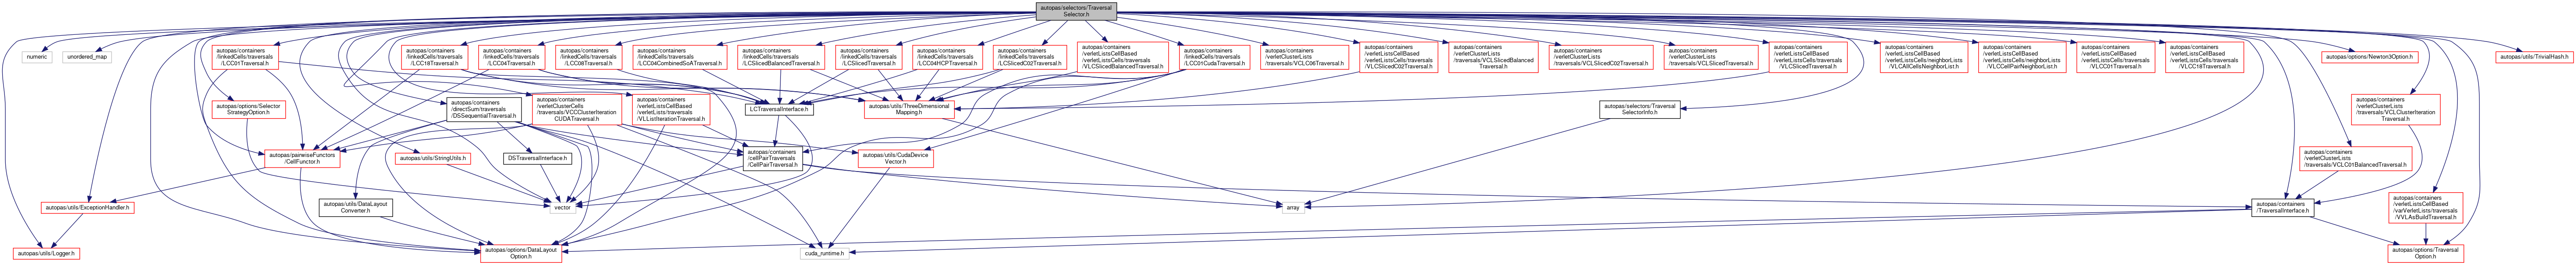 autopas/selectors/Traversal
Selector.h
numeric
unordered_map
autopas/containers
/linkedCells/traversals
/LCC01Traversal.h
autopas/containers
/linkedCells/traversals
/LCC18Traversal.h
autopas/containers
/linkedCells/traversals
/LCC04Traversal.h
autopas/containers
/linkedCells/traversals
/LCC08Traversal.h
autopas/containers
/linkedCells/traversals
/LCC04CombinedSoATraversal.h
autopas/containers
/linkedCells/traversals
/LCSlicedBalancedTraversal.h
autopas/containers
/linkedCells/traversals
/LCSlicedTraversal.h
autopas/containers
/linkedCells/traversals
/LCC04HCPTraversal.h
autopas/containers
/linkedCells/traversals
/LCSlicedC02Traversal.h
autopas/containers
/verletListsCellBased
/verletListsCells/traversals
/VLCSlicedBalancedTraversal.h
autopas/containers
/linkedCells/traversals
/LCC01CudaTraversal.h
autopas/containers
/verletClusterLists
/traversals/VCLC06Traversal.h
autopas/containers
/verletListsCellBased
/verletListsCells/traversals
/VLCSlicedC02Traversal.h
autopas/containers
/verletClusterLists
/traversals/VCLSlicedBalanced
Traversal.h
autopas/containers
/verletClusterLists
/traversals/VCLSlicedC02Traversal.h
autopas/containers
/verletClusterLists
/traversals/VCLSlicedTraversal.h
autopas/containers
/verletListsCellBased
/verletListsCells/traversals
/VLCSlicedTraversal.h
autopas/containers
/verletListsCellBased
/verletListsCells/neighborLists
/VLCAllCellsNeighborList.h
autopas/containers
/verletListsCellBased
/verletListsCells/neighborLists
/VLCCellPairNeighborList.h
autopas/containers
/verletListsCellBased
/verletListsCells/traversals
/VLCC01Traversal.h
autopas/containers
/verletListsCellBased
/verletListsCells/traversals
/VLCC18Traversal.h
autopas/options/Newton3Option.h
autopas/utils/TrivialHash.h
autopas/options/Selector
StrategyOption.h
autopas/containers
/directSum/traversals
/DSSequentialTraversal.h
autopas/containers
/verletClusterCells
/traversals/VCCClusterIteration
CUDATraversal.h
autopas/containers
/verletListsCellBased
/verletLists/traversals
/VLListIterationTraversal.h
LCTraversalInterface.h
autopas/utils/ThreeDimensional
Mapping.h
autopas/selectors/Traversal
SelectorInfo.h
autopas/containers
/verletClusterLists
/traversals/VCLClusterIteration
Traversal.h
autopas/pairwiseFunctors
/CellFunctor.h
autopas/utils/StringUtils.h
DSTraversalInterface.h
autopas/containers
/cellPairTraversals
/CellPairTraversal.h
autopas/utils/CudaDevice
Vector.h
autopas/containers
/verletClusterLists
/traversals/VCLC01BalancedTraversal.h
autopas/utils/ExceptionHandler.h
autopas/utils/DataLayout
Converter.h
vector
array
autopas/containers
/TraversalInterface.h
autopas/containers
/verletListsCellBased
/varVerletLists/traversals
/VVLAsBuildTraversal.h
autopas/utils/Logger.h
autopas/options/DataLayout
Option.h
cuda_runtime.h
autopas/options/Traversal
Option.h